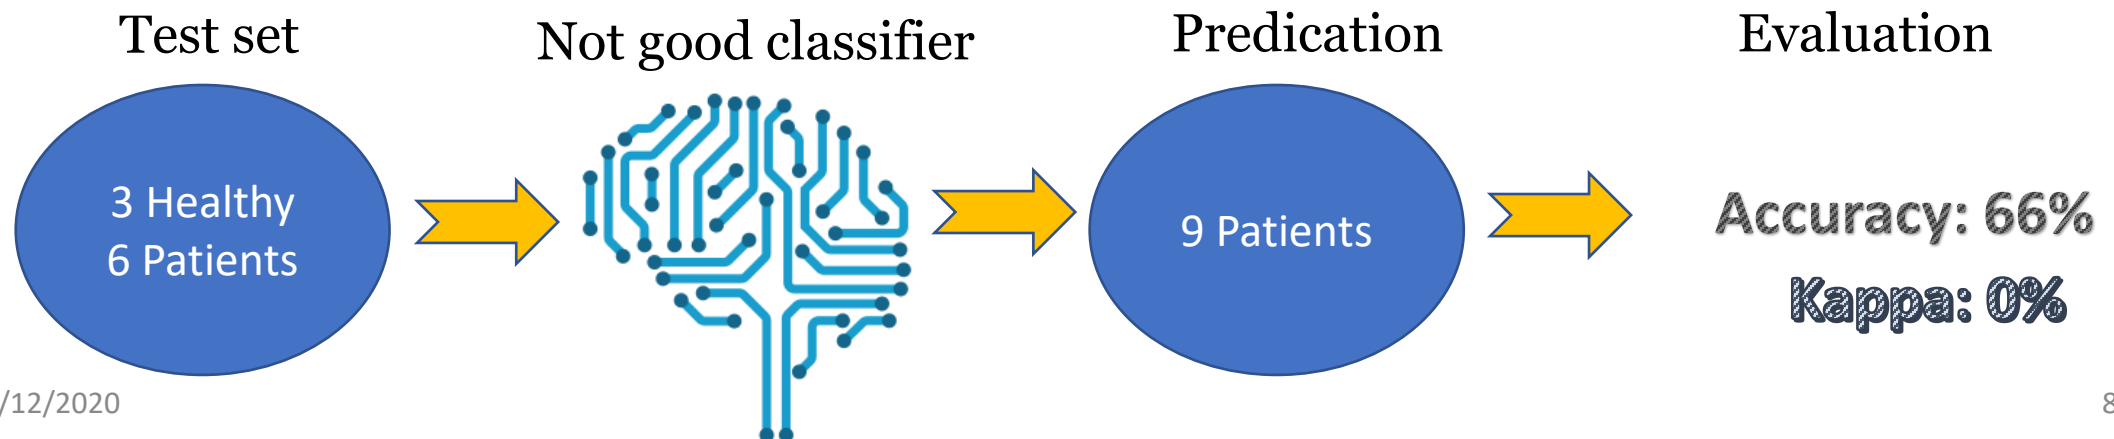 Test set
Not good classifier
Predication
Evaluation
3 Healthy
6 Patients
9 Patients
Accuracy: 66%
Kappa: 0%
/12/2020
8